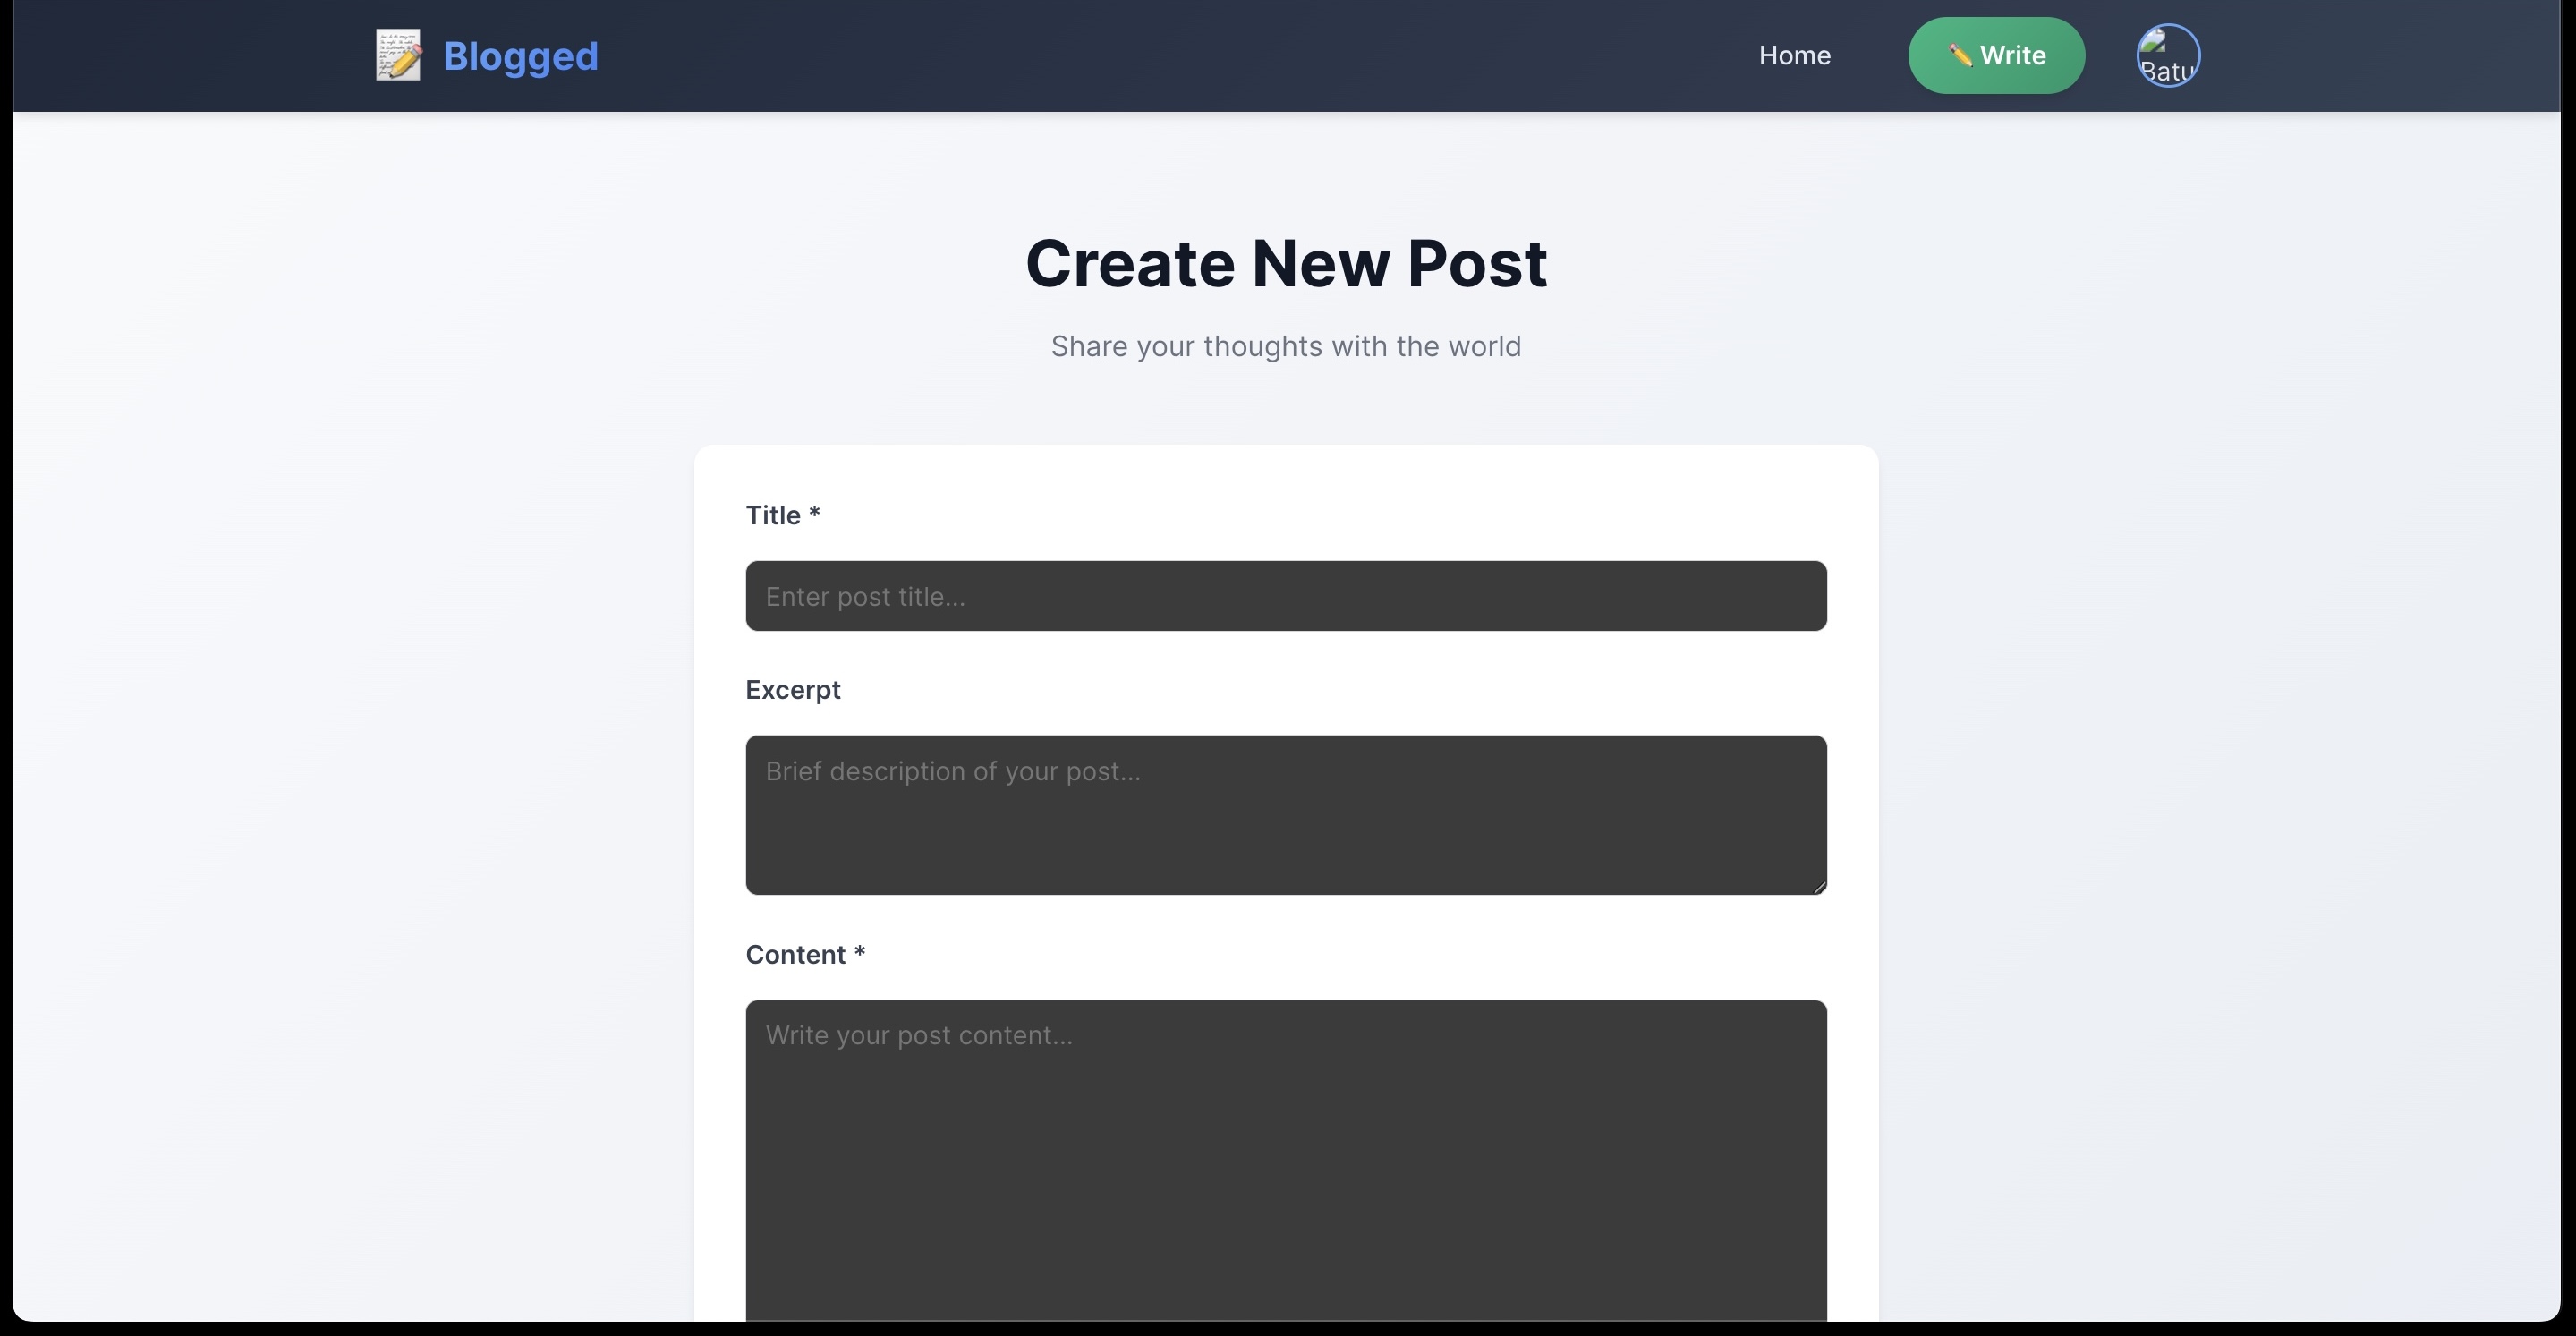 Blogged
Home
Write
Batu
Create New Post
Share your thoughts with the world
Title *
Enter post title...
Excerpt
Brief description of your post...
Content *
Write your post content...